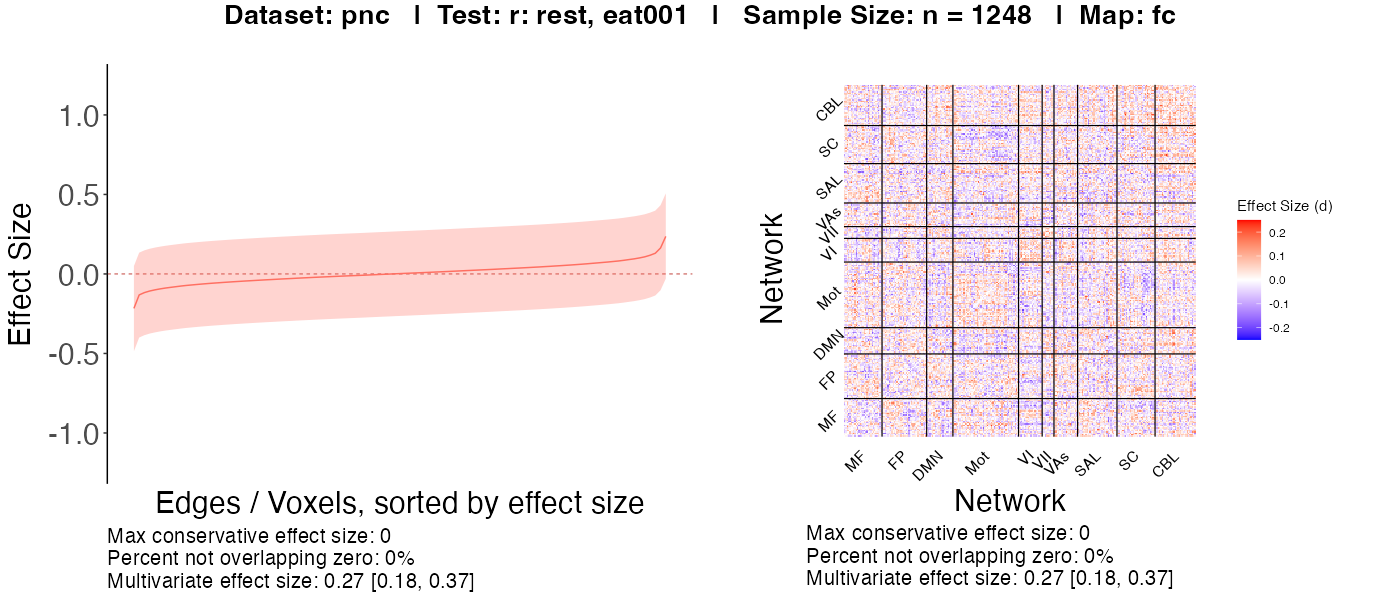 Dataset: pnc | Test: r: rest, eat001 | Sample Size: n = 1248 | Map: fc
Effect Size
1.0
0.5
0.0
-0.5
-1.0
Edges / Voxels, sorted by effect size
Max conservative effect size: 0
Percent not overlapping zero: 0%
Multivariate effect size: 0.27 [0.18, 0.37]
Network
CBL
SC
SAL
VAs
VII
VI
Mot
DMN
FP
MF
MF
FP
DMN
Mot
VI
VII
VAs
SAL
SC
CBL
Network
Max conservative effect size: 0
Percent not overlapping zero: 0%
Multivariate effect size: 0.27 [0.18, 0.37]
Effect Size (d)
0.2
0.1
0.0
-0.1
-0.2